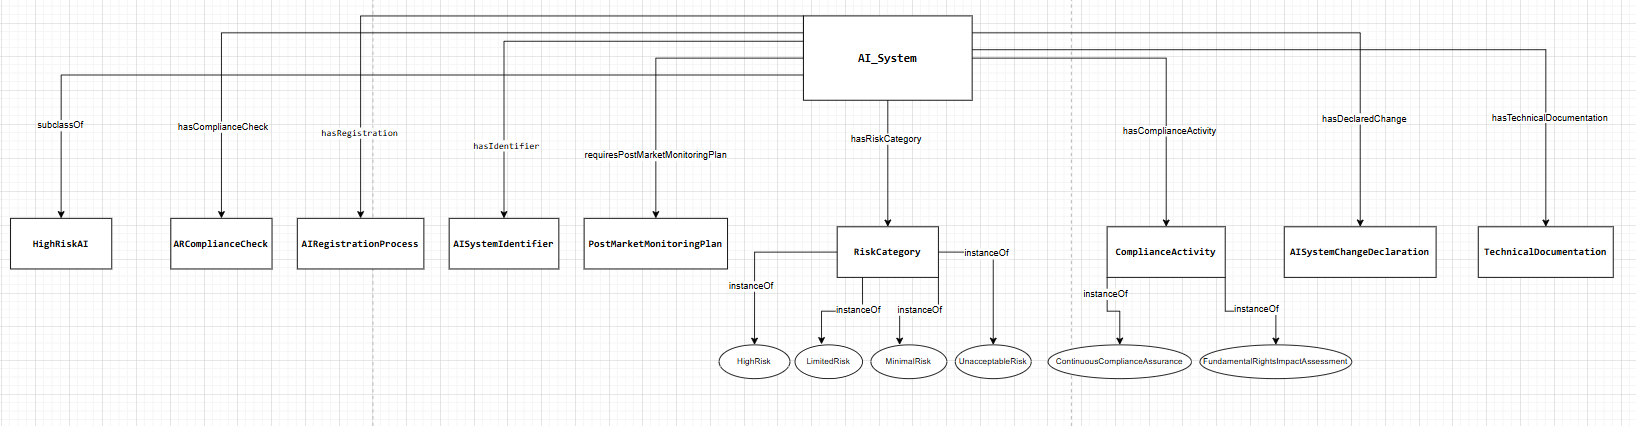 AI_System
subclassOf
hasComplianceCheck
hasRegistration
hasIdentifier
requiresPostMarketMonitoringPlan
hasRiskCategory
hasComplianceActivity
hasDeclaredChange
hasTechnicalDocumentation
HighRiskAI
ARComplianceCheck
AIRegistrationProcess
AISystemIdentifier
PostMarketMonitoringPlan
RiskCategory
ComplianceActivity
AISystemChangeDeclaration
TechnicalDocumentation
instanceOf
instanceOf
instanceOf
instanceOf
instanceOf
instanceOf
HighRisk
LimitedRisk
MinimalRisk
UnacceptableRisk
ContinuousComplianceAssurance
FundamentalRightsImpactAssessment